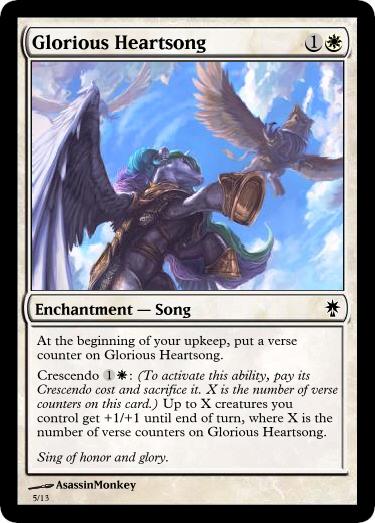 Glorious Heartsong 1
Enchantment — Song
At the beginning of your upkeep, put a verse
counter on Glorious Heartsong.
Crescendo 1 : (To activate this ability, pay its
Crescendo cost and sacrifice it. X is the number of verse
counters on this card.) Up to X creatures you
control get +1/+1 until end of turn, where X is the
number of verse counters on Glorious Heartsong.
Sing of honor and glory.
AsassinMonkey
5/13